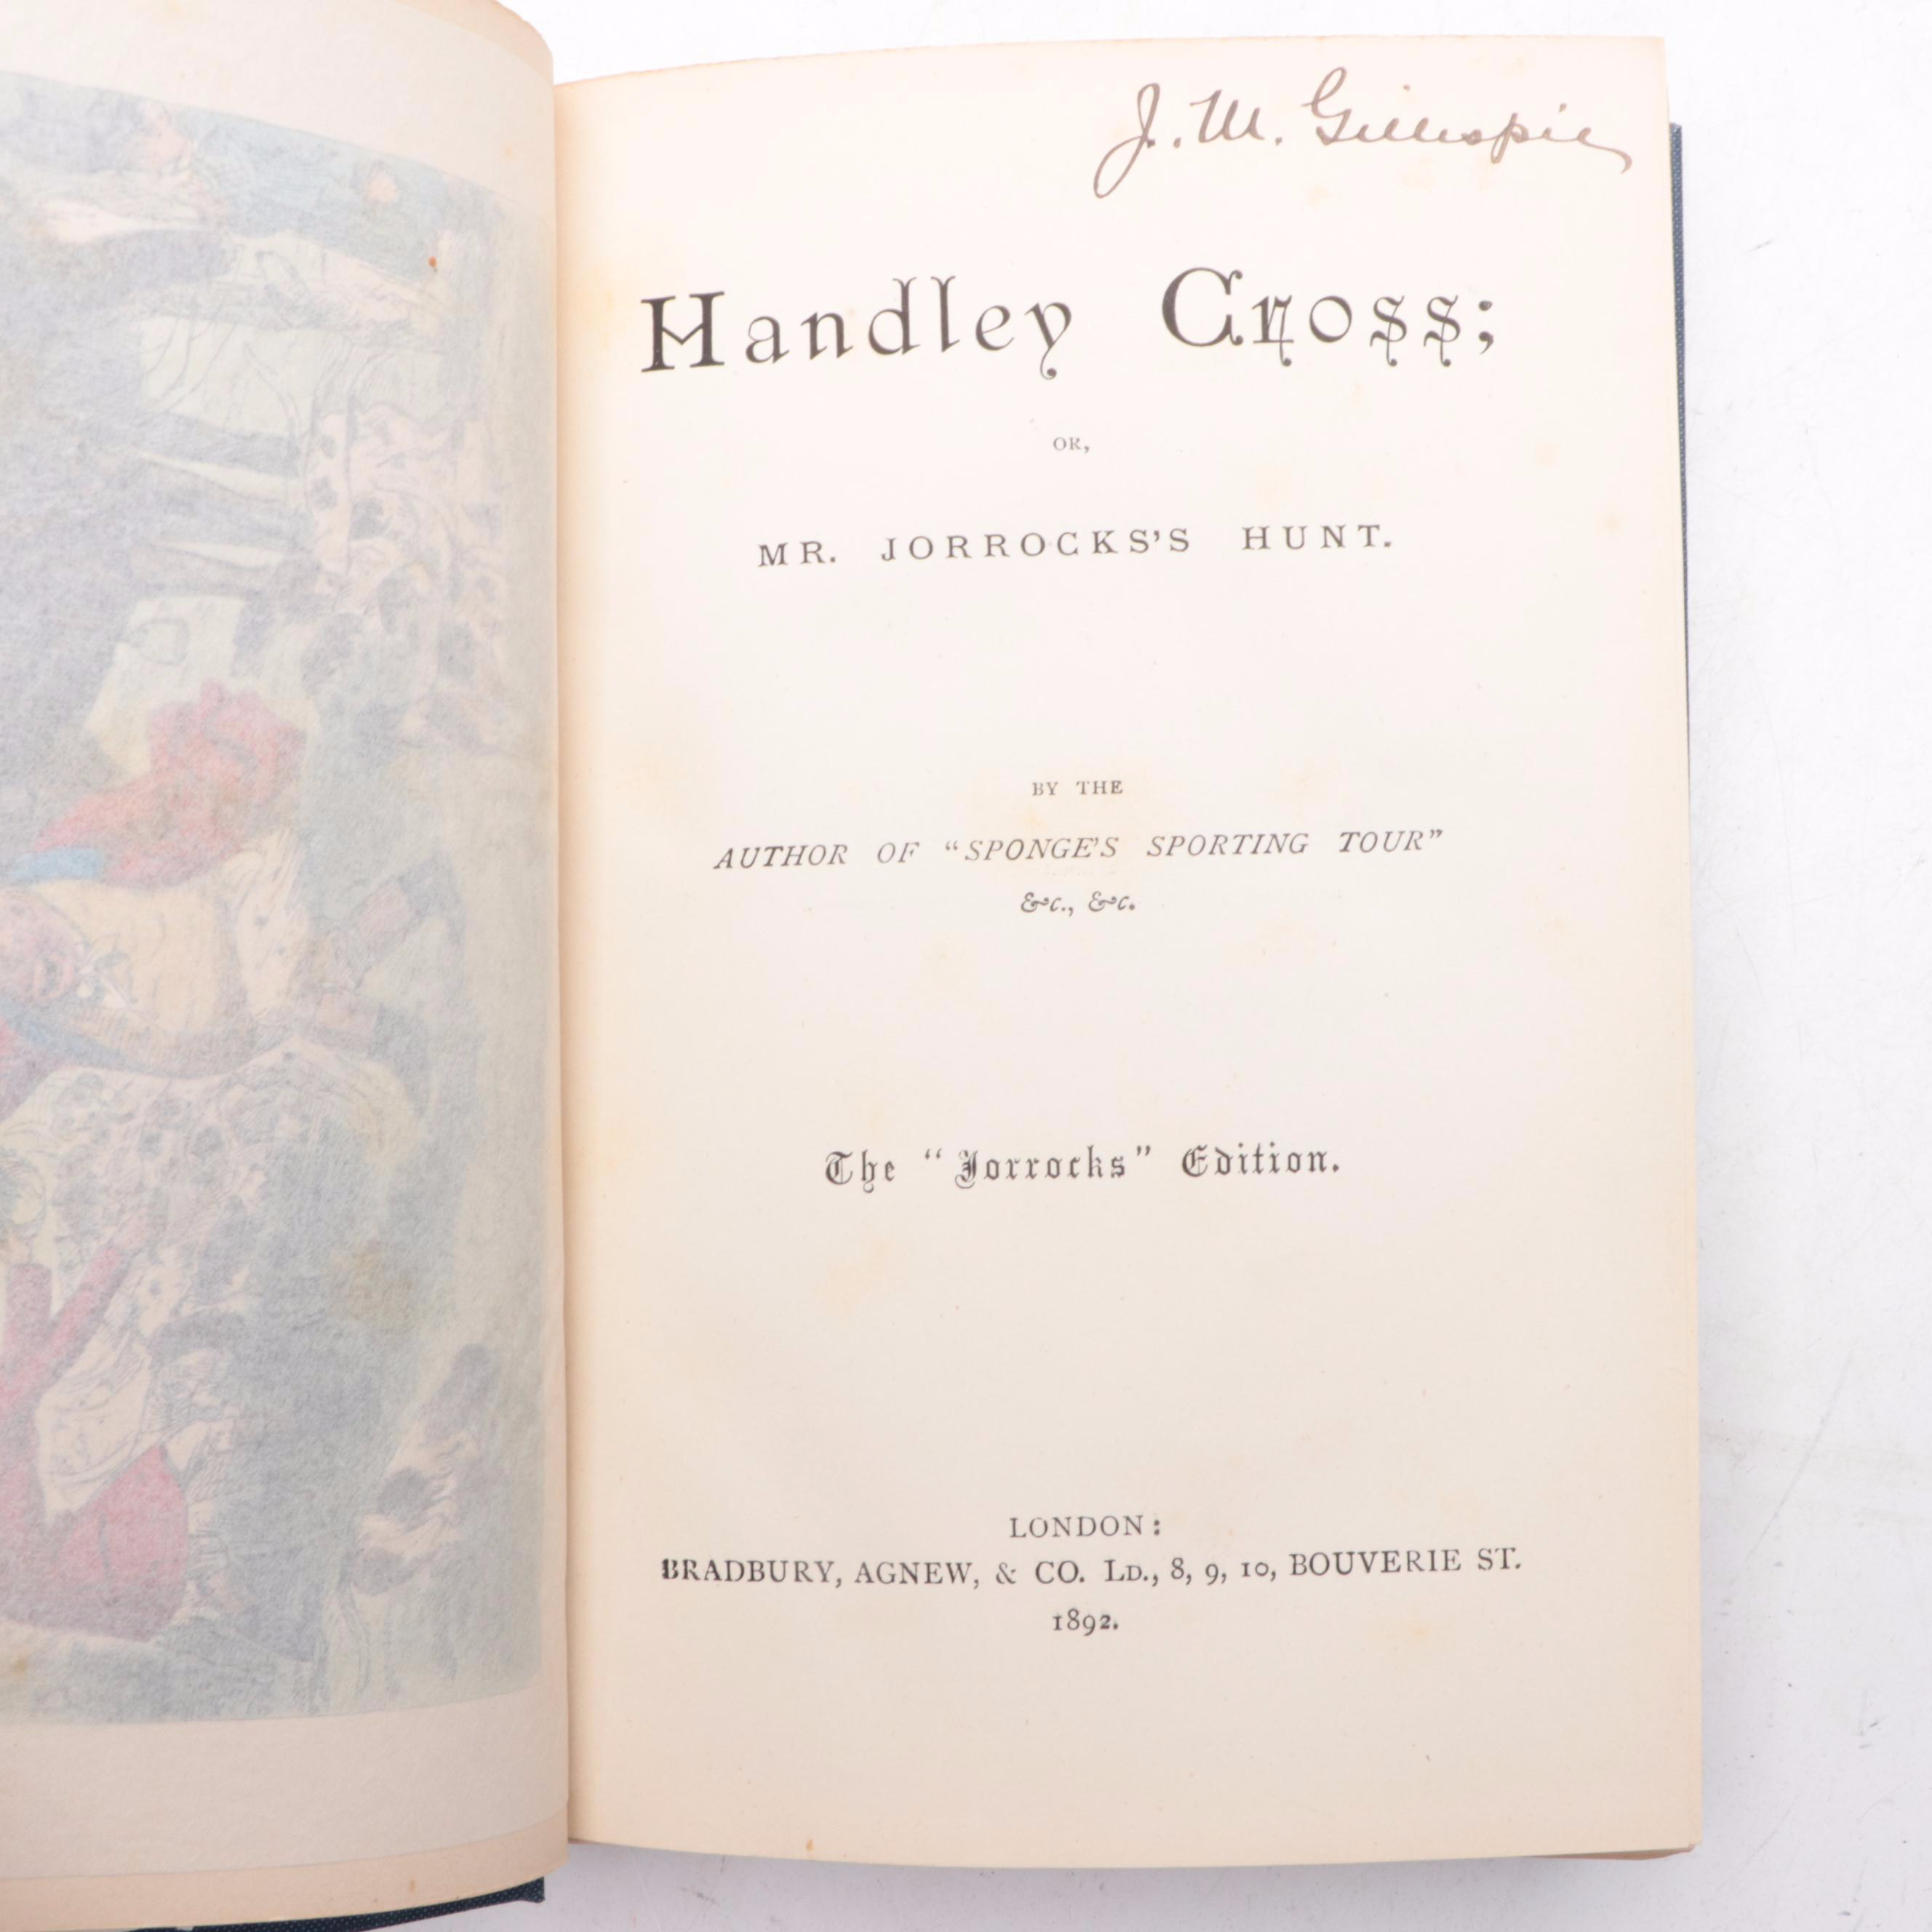 J. M. Gillespie
Handley Cross;
OR,
MR. JORROCKS'S HUNT.
BY THE
AUTHOR OF "SPONGE'S SPORTING TOUR"
&c., &c.
The "Jorrocks" Edition.
LONDON:
BRADBURY, AGNEW, & CO. LD., 8, 9, 10, BOUVERIE ST.
1892.